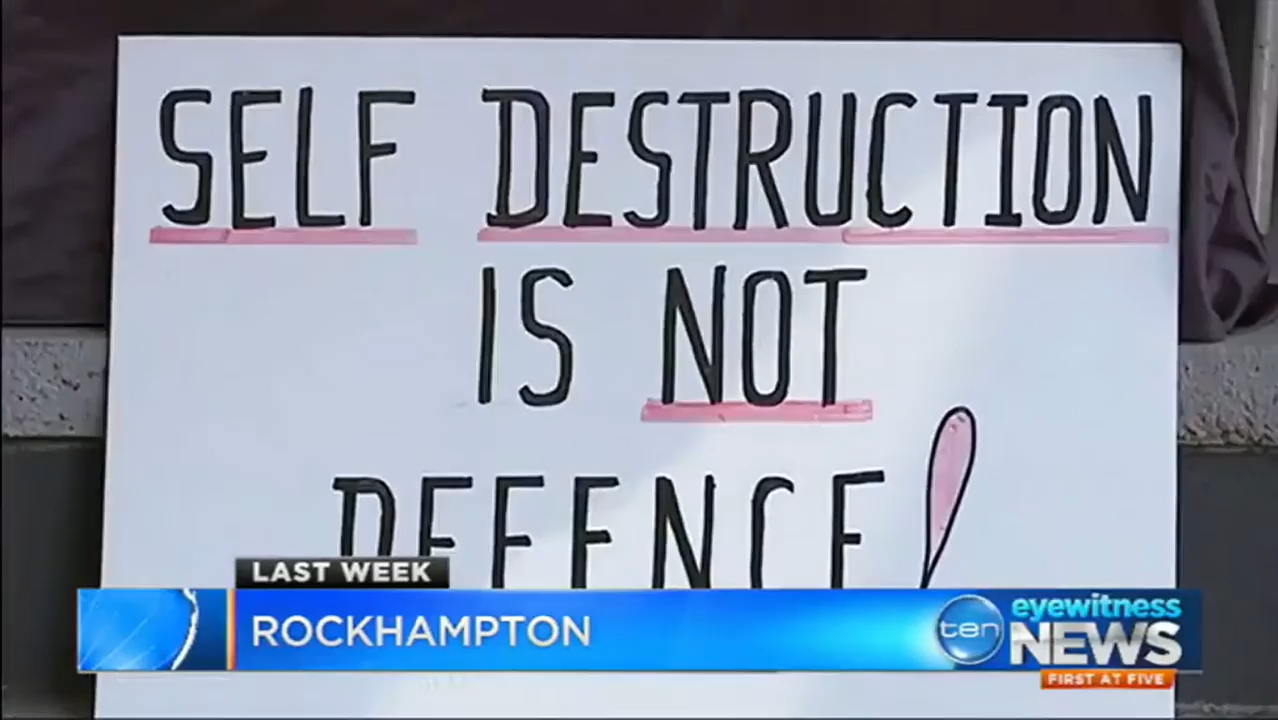 SELF DESTRUCTION
IS NOT
DEFENCE!
LAST WEEK
ROCKHAMPTON
ten
eyewitness
NEWS
FIRST AT FIVE